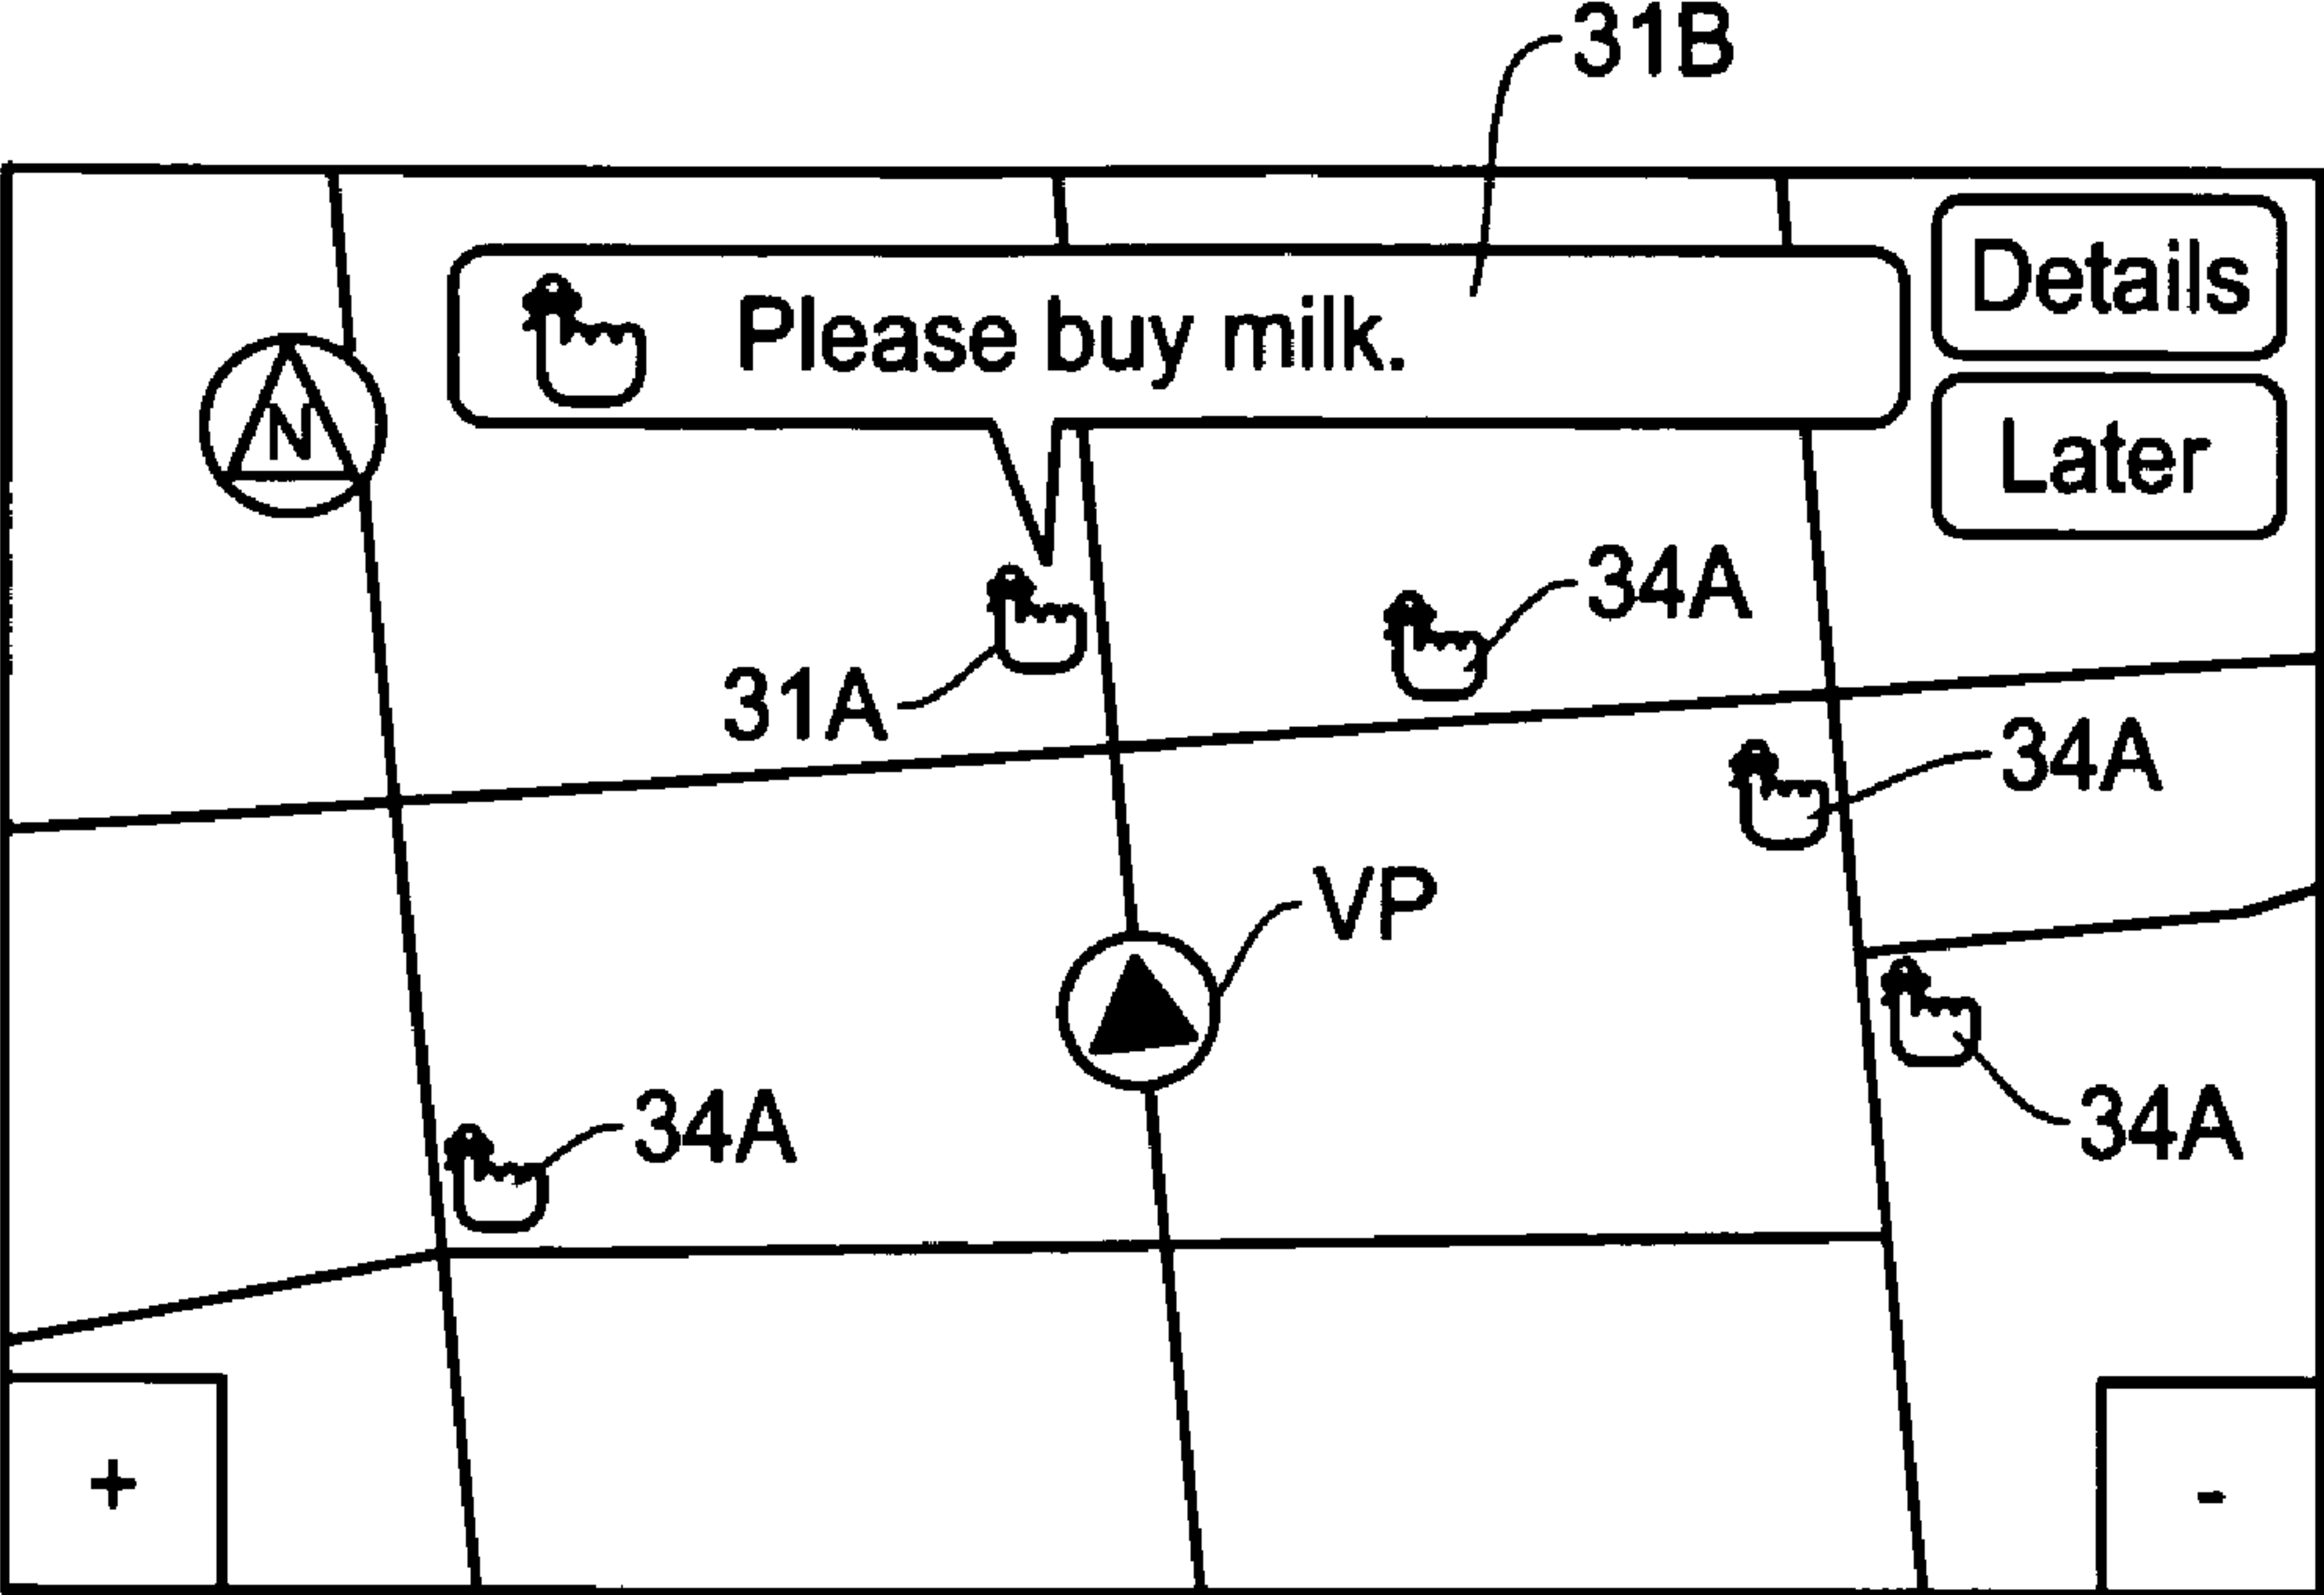 31B
Details
Please buy milk.
N
Later
34A
31A
34A
VP
34A
34A
+
-